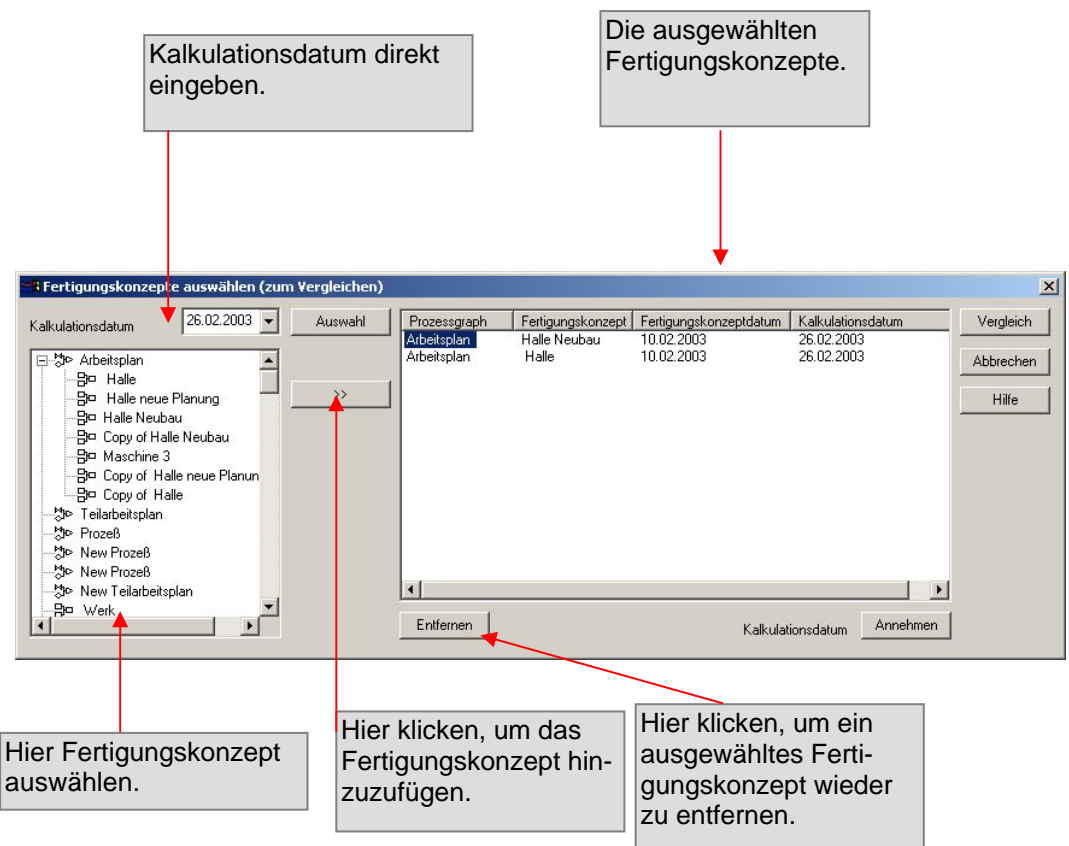 Kalkulationsdatum direkt
eingeben.
Die ausgewählten
Fertigungskonzepte.
Fertigungskonzepte auswählen (zum Vergleichen)
Kalkulationsdatum
26.02.2003
Auswahl
>>
Arbeitsplan
Halle
Halle neue Planung
Halle Neubau
Copy of Halle Neubau
Maschine 3
Copy of Halle neue Planun
Copy of Halle
Teilarbeitsplan
Prozeß
New Prozeß
New Prozeß
New Teilarbeitsplan
Werk
Prozessgraph Fertigungskonzept Fertigungskonzeptdatum Kalkulationsdatum
Arbeitsplan Halle Neubau 10.02.2003 26.02.2003
Arbeitsplan Halle 10.02.2003 26.02.2003
Vergleich
Abbrechen
Hilfe
Entfernen
Kalkulationsdatum
Annehmen
Hier Fertigungskonzept
auswählen.
Hier klicken, um das
Fertigungskonzept hin-
zuzufügen.
Hier klicken, um ein
ausgewähltes Ferti-
gungskonzept wieder
zu entfernen.